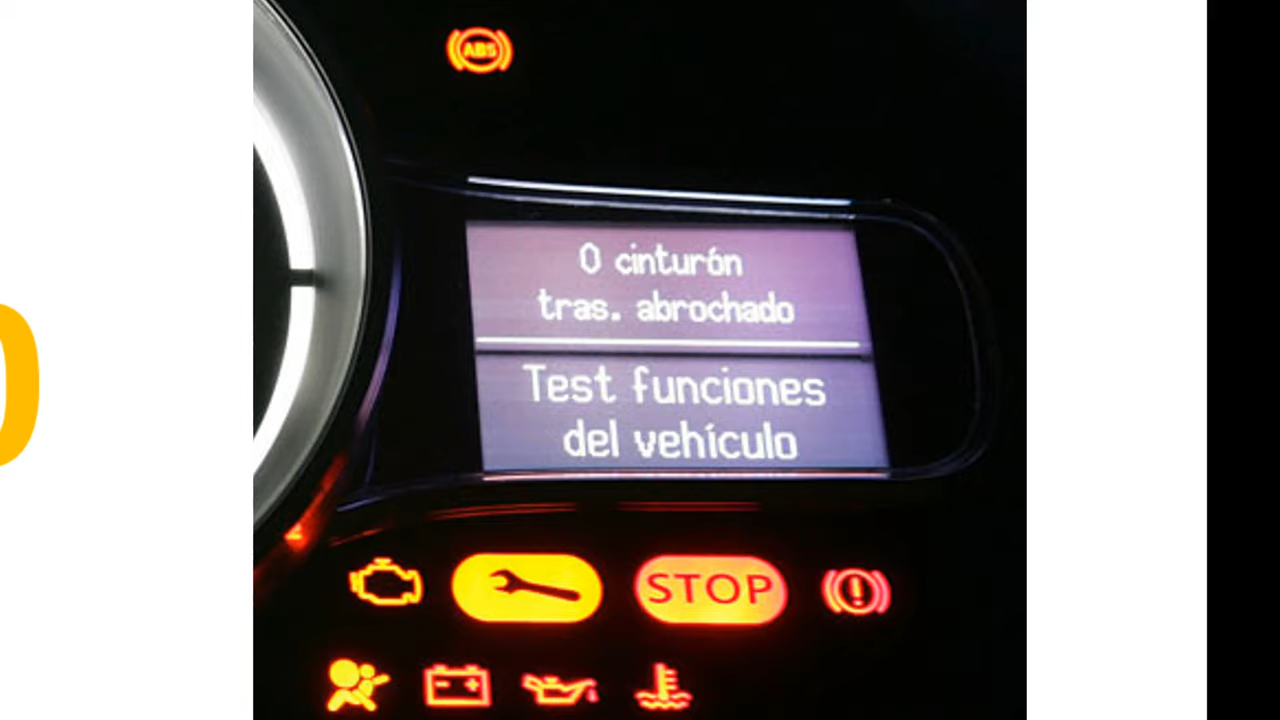 ABS
0 cinturón
tras. abrochado
Test funciones
del vehículo
STOP